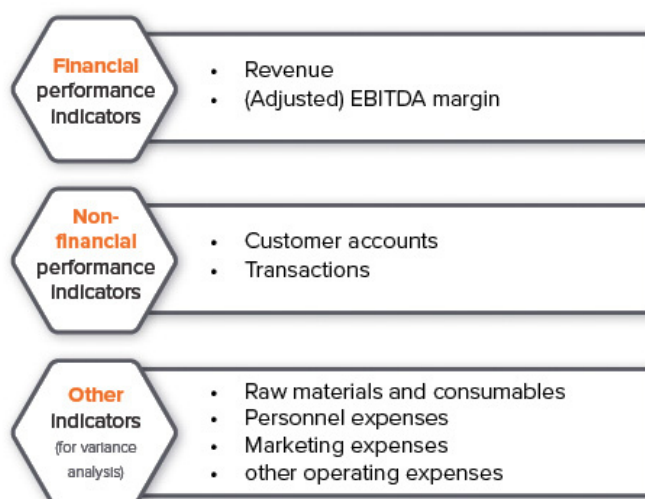 Financial
performance
indicators
• Revenue
• (Adjusted) EBITDA margin
Non-
financial
performance
indicators
• Customer accounts
• Transactions
Other
indicators
(for variance
analysis)
• Raw materials and consumables
• Personnel expenses
• Marketing expenses
• other operating expenses